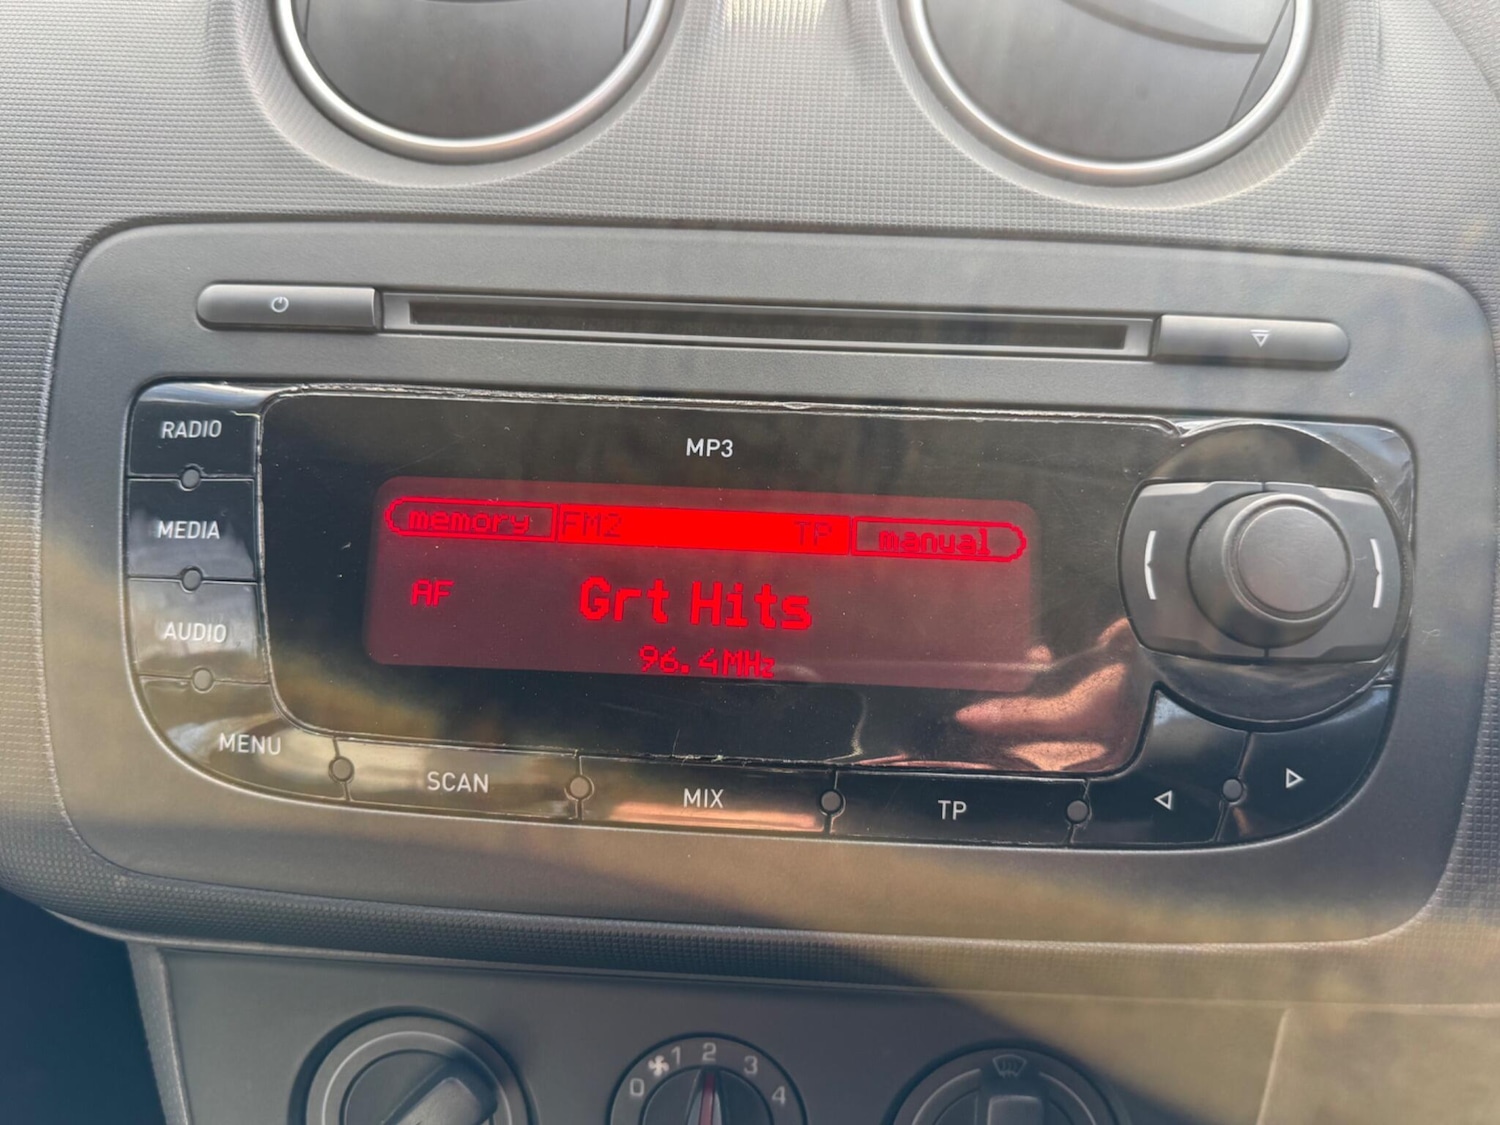 RADIO
MP3
MEDIA
memory FM2 TP manual
AF Grt Hits
96.4MHz
AUDIO
MENU
SCAN
MIX
TP
0 1 2 3 4